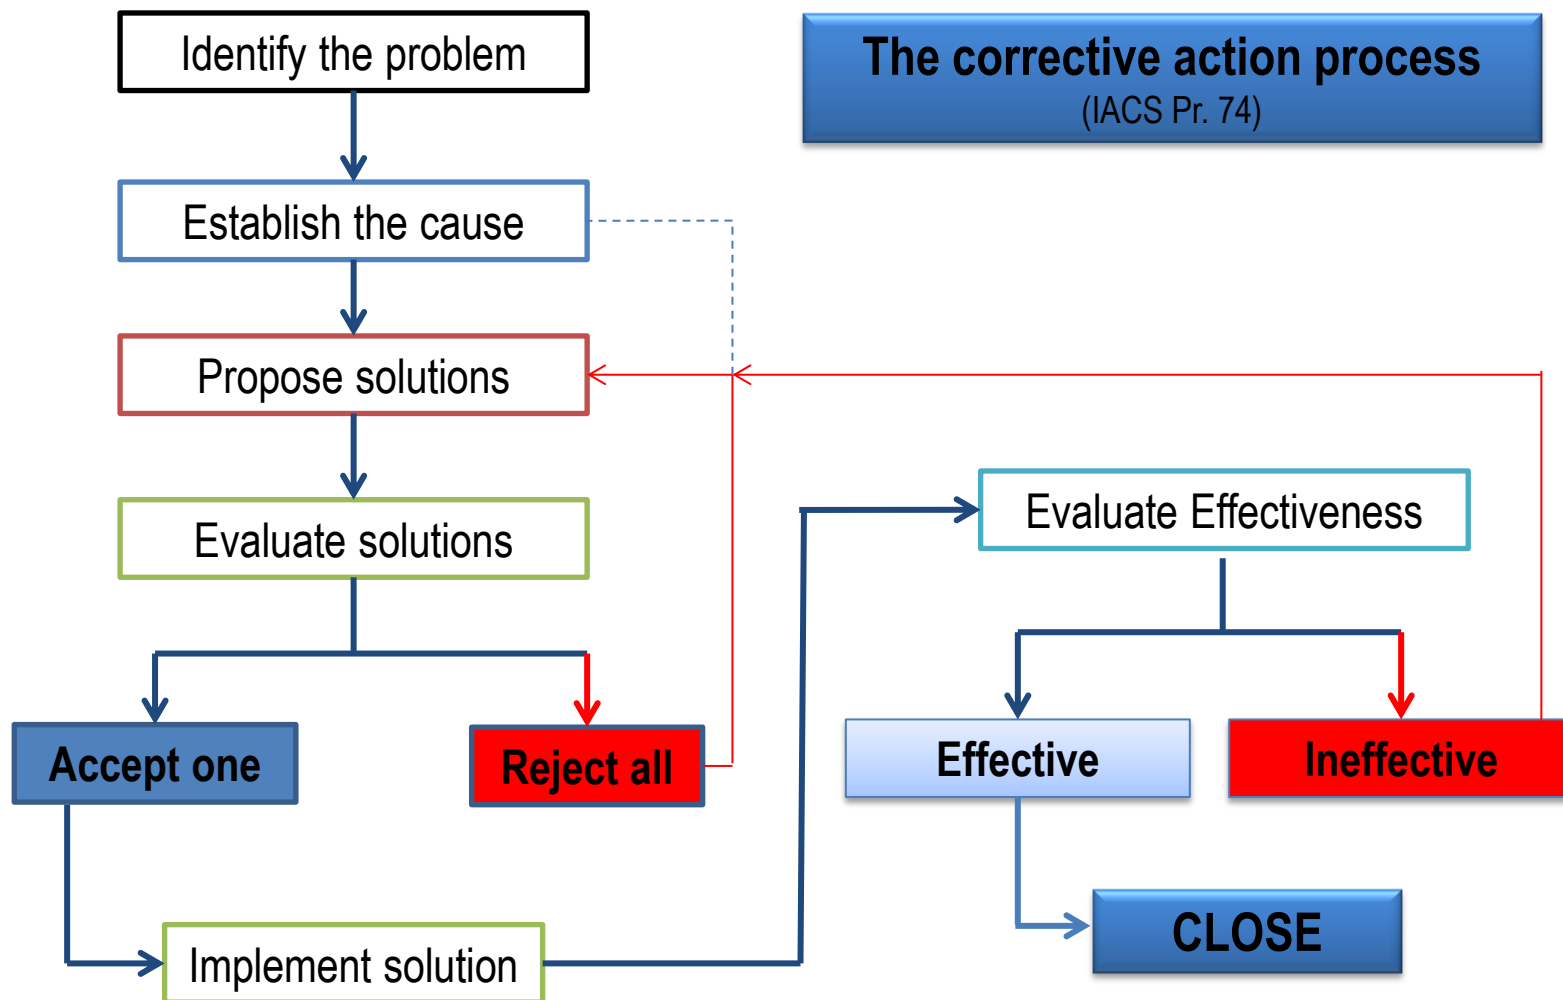 Identify the problem
The corrective action process
(IACS Pr. 74)
Establish the cause
Propose solutions
Evaluate solutions
Evaluate Effectiveness
Accept one
Reject all
Effective
Ineffective
Implement solution
CLOSE